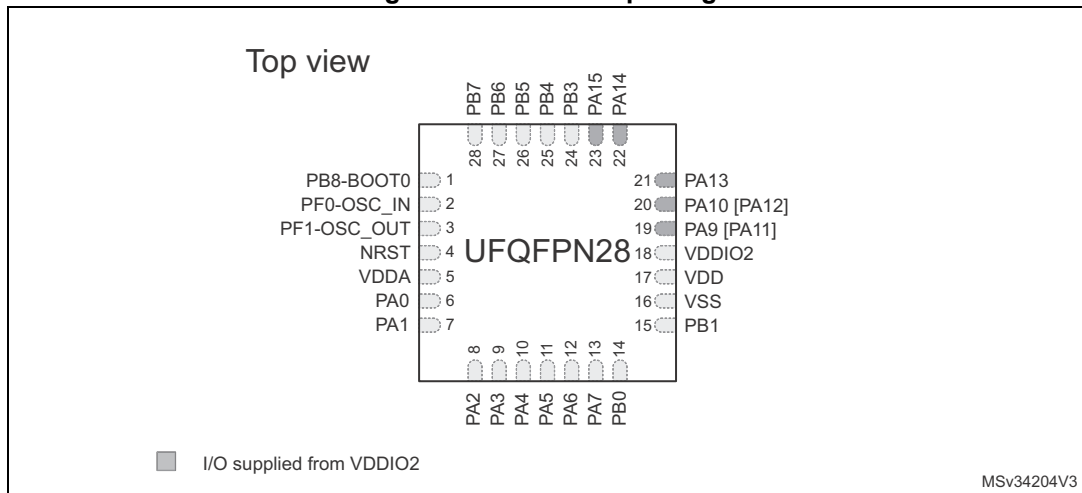 Top view
PB7
PB6
PB5
PB4
PB3
PA15
PA14
28
27
26
25
24
23
22
PB8-BOOT0 1
PF0-OSC_IN 2
PF1-OSC_OUT 3
NRST 4
VDDA 5
PA0 6
PA1 7
UFQFPN28
21 PA13
20 PA10 [PA12]
19 PA9 [PA11]
18 VDDIO2
17 VDD
16 VSS
15 PB1
8
9
10
11
12
13
14
PA2
PA3
PA4
PA5
PA6
PA7
PB0
I/O supplied from VDDIO2
MSv34204V3